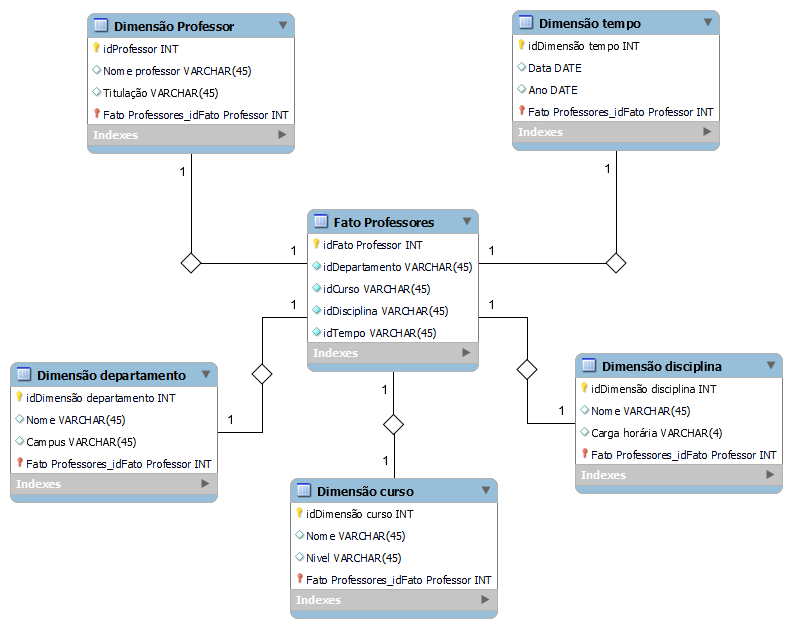 Dimensão Professor
idProfessor INT
Nome professor VARCHAR(45)
Titulação VARCHAR(45)
Fato Professores_idFato Professor INT
Indexes
Dimensão tempo
idDimensão tempo INT
Data DATE
Ano DATE
Fato Professores_idFato Professor INT
Indexes
1
1
Fato Professores
idFato Professor INT
idDepartamento VARCHAR(45)
idCurso VARCHAR(45)
idDisciplina VARCHAR(45)
idTempo VARCHAR(45)
Indexes
1
1
1
1
Dimensão departamento
idDimensão departamento INT
Nome VARCHAR(45)
Campus VARCHAR(45)
Fato Professores_idFato Professor INT
Indexes
1
1
1
Dimensão disciplina
idDimensão disciplina INT
Nome VARCHAR(45)
Carga horária VARCHAR(4)
Fato Professores_idFato Professor INT
Indexes
1
Dimensão curso
idDimensão curso INT
Nome VARCHAR(45)
Nivel VARCHAR(45)
Fato Professores_idFato Professor INT
Indexes